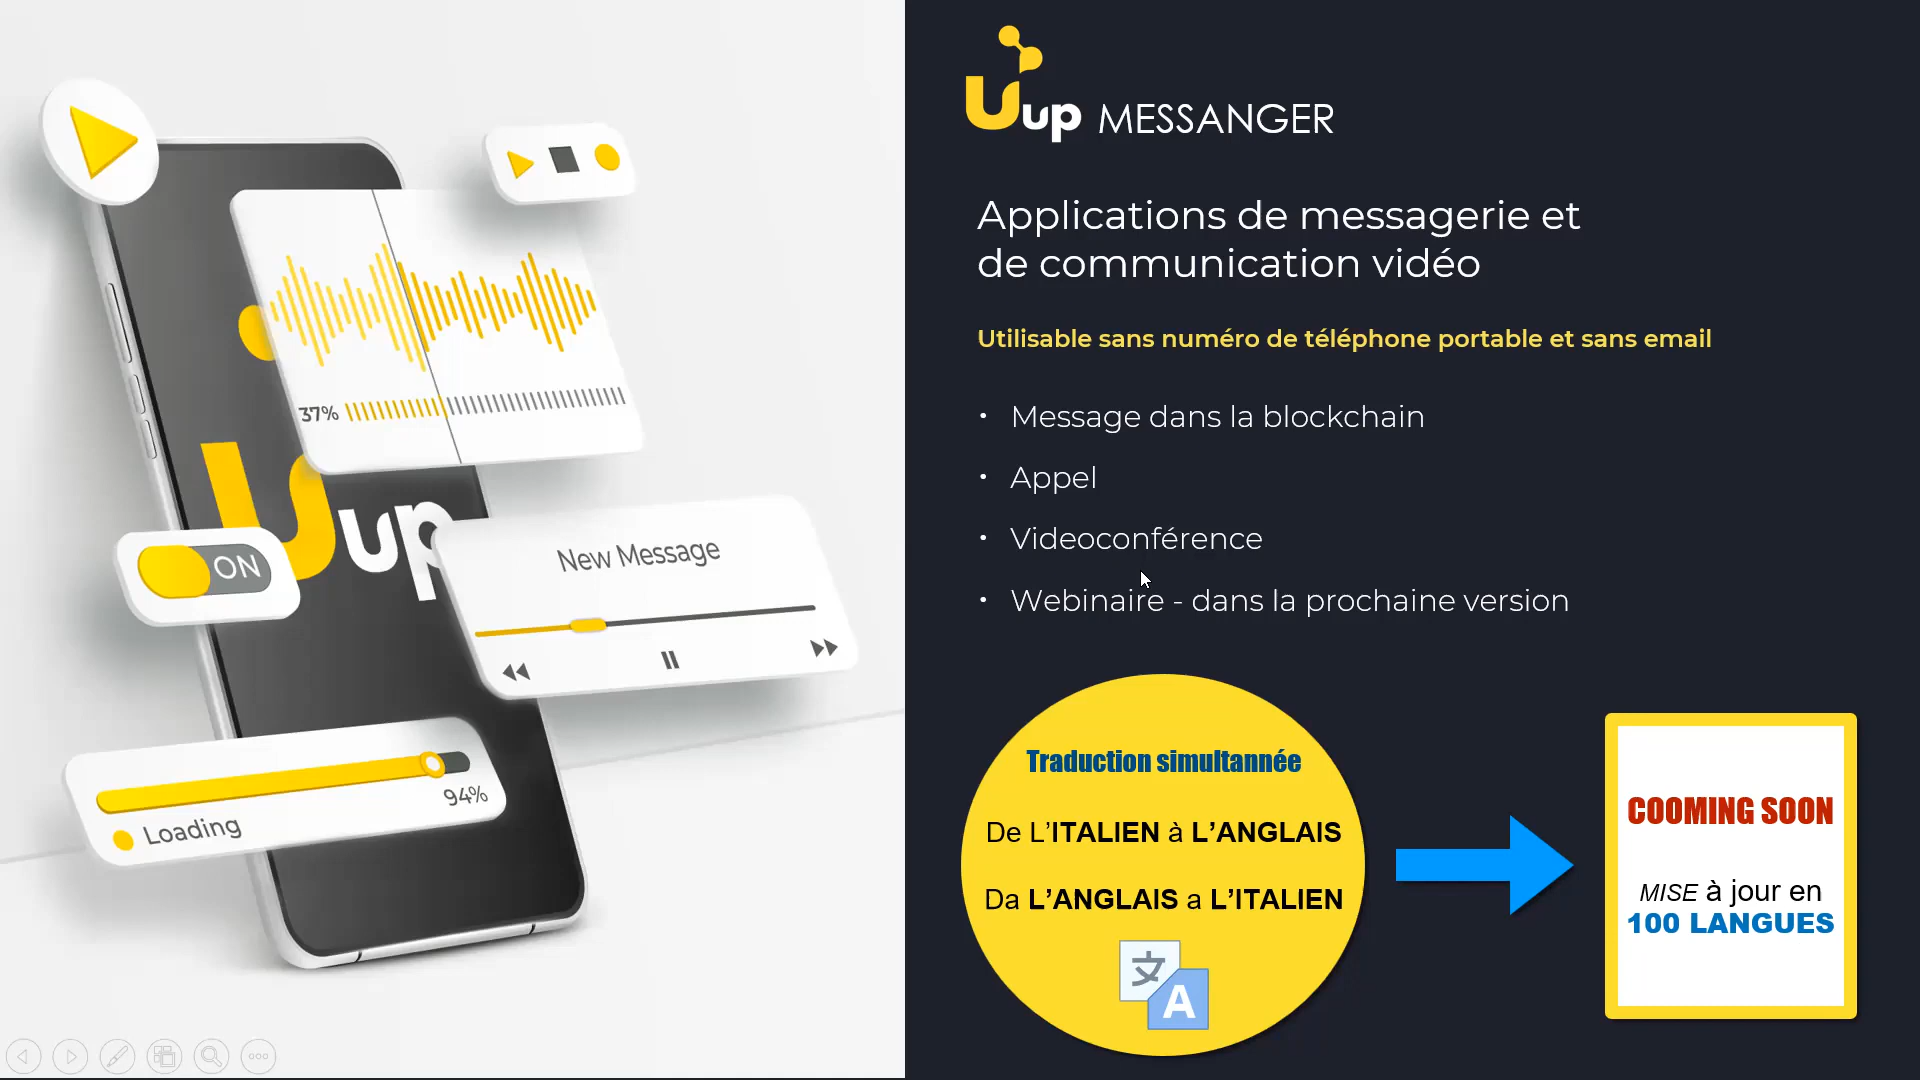 37%
Uup
ON
New Message
94%
Loading
Uup MESSANGER
Applications de messagerie et
de communication vidéo
Utilisable sans numéro de téléphone portable et sans email
• Message dans la blockchain
• Appel
• Videoconférence
• Webinaire - dans la prochaine version
Traduction simultannée
De L’ITALIEN à L’ANGLAIS
Da L’ANGLAIS a L’ITALIEN
文
A
COOMING SOON
MISE à jour en
100 LANGUES